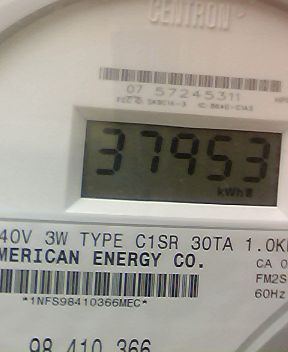 CENTRON®
07 57245311
37953
kWh
40V 3W TYPE C1SR 30TA 1.0K
MERICAN ENERGY CO.
CA 0
FM2S
60Hz
*1NFS98410366MEC*
98 410 366